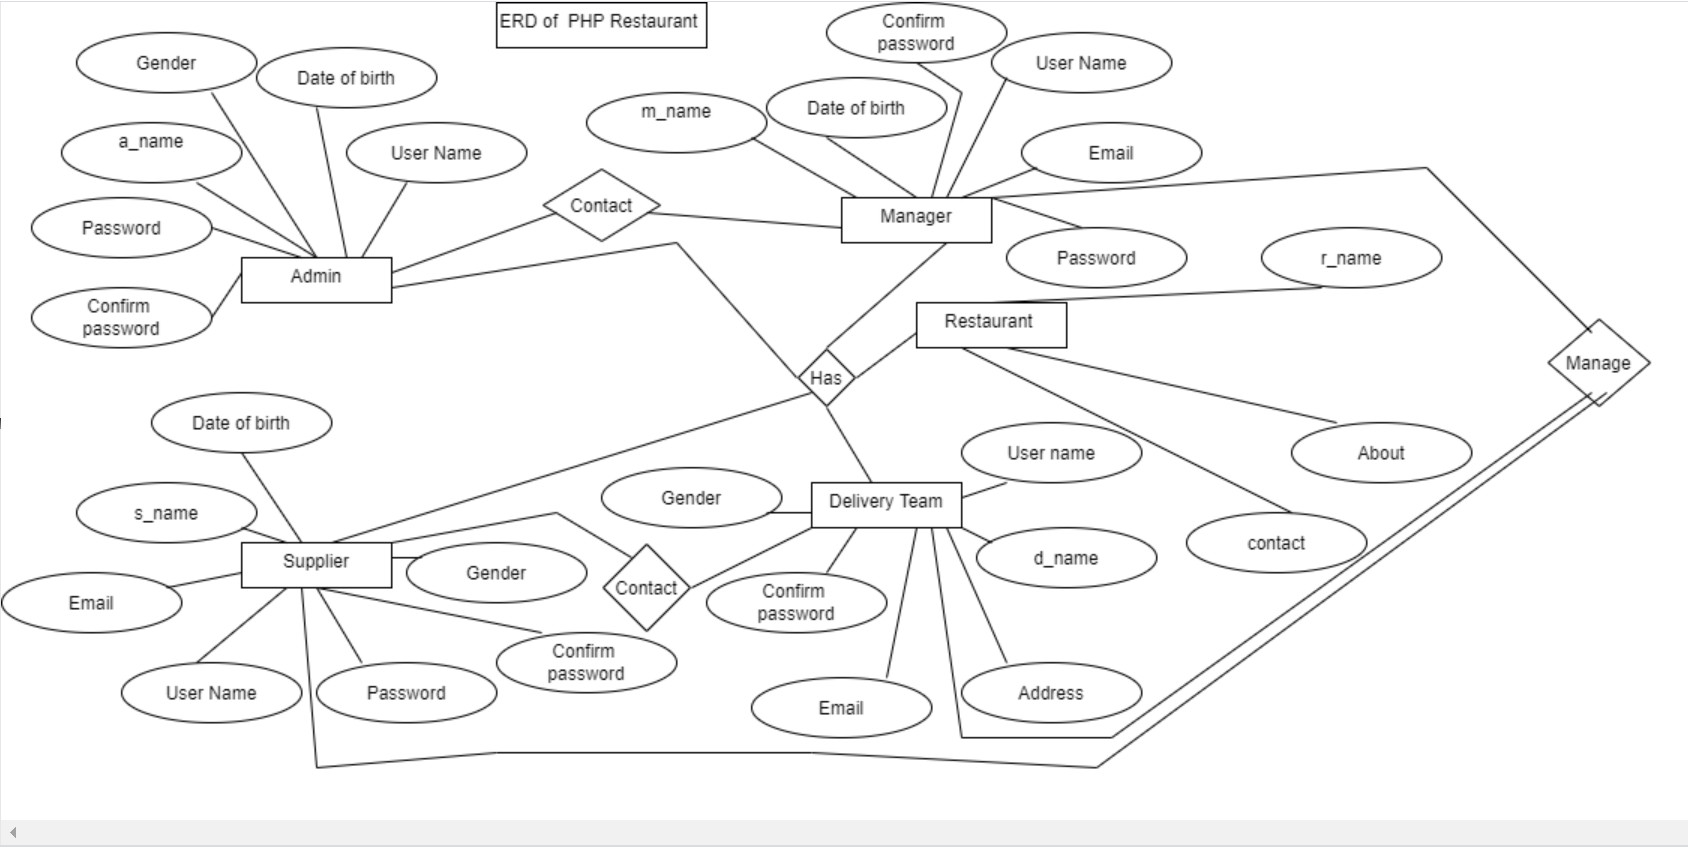 ERD of PHP Restaurant
Confirm
password
Gender
Date of birth
User Name
m_name
Date of birth
a_name
User Name
Email
Contact
Manager
Password
Password
r_name
Admin
Confirm
password
Restaurant
Has
Manage
Date of birth
User name
About
Gender
Delivery Team
s_name
contact
Supplier
Gender
d_name
Contact
Email
Confirm
password
Confirm
password
User Name
Password
Address
Email